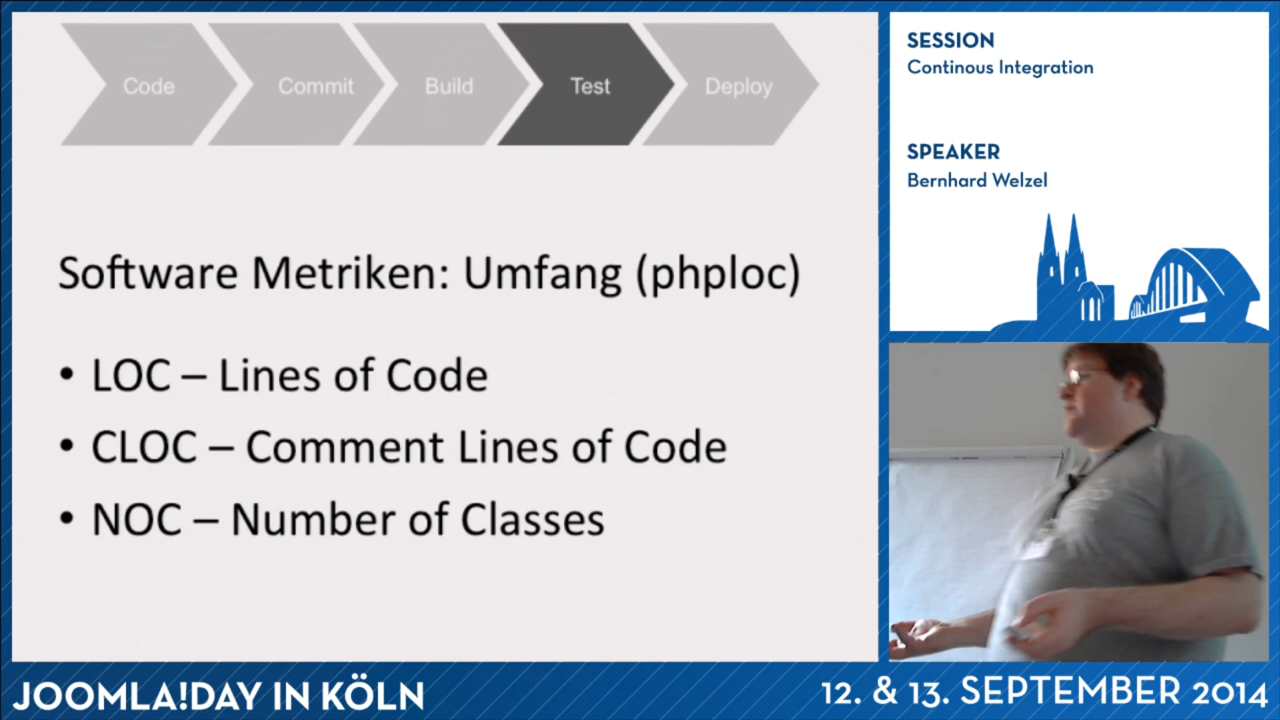 Code
Commit
Build
Test
Deploy
Software Metriken: Umfang (phploc)
• LOC – Lines of Code
• CLOC – Comment Lines of Code
• NOC – Number of Classes
SESSION
Continous Integration
SPEAKER
Bernhard Welzel
JOOMLA!DAY IN KÖLN
12. & 13. SEPTEMBER 2014